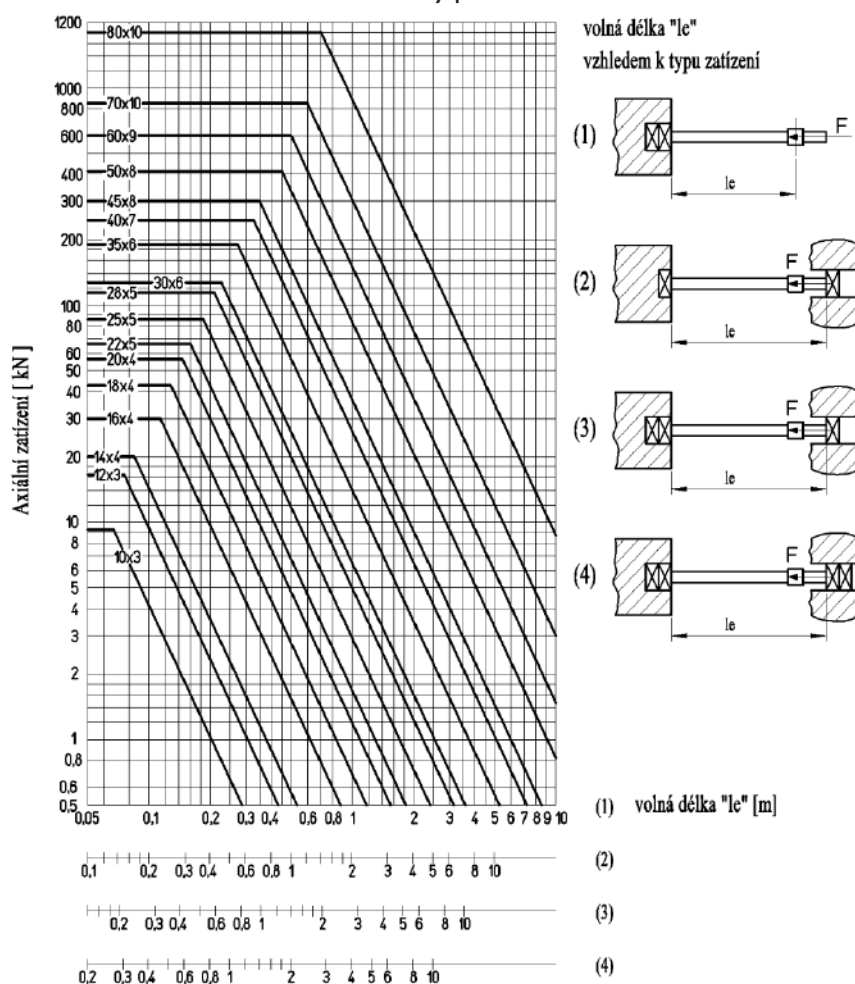 volná délka "le"
vzhledem k typu zatízení
Axiální zatízení [ kN ]
1200
1000
800
600
400
300
200
100
80
60
50
40
30
20
10
8
6
5
4
3
2
1
0,8
0,6
0,5
80x10
70x10
60x9
50x8
45x8
40x7
35x6
30x6
28x5
25x5
22x5
20x4
18x4
16x4
14x4
12x3
10x3
0,05 0,1 0,2 0,3 0,4 0,6 0,8 1 2 3 4 5 6 7 8 9 10
(1) volná délka "le" [m]
0,1 0,2 0,3 0,4 0,6 0,8 1 2 3 4 5 6 8 10
(2)
0,2 0,3 0,4 0,6 0,8 1 2 3 4 5 6 8 10
(3)
0,2 0,3 0,4 0,6 0,8 1 2 3 4 5 6 8 10
(4)
(1)
F
le
(2)
F
le
(3)
F
le
(4)
F
le